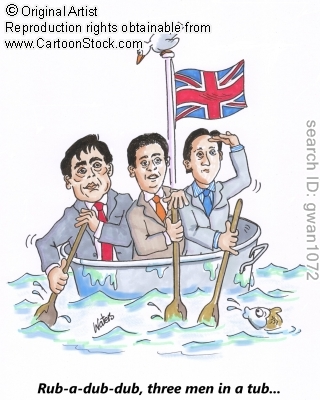 © Original Artist
Reproduction rights obtainable from
www.CartoonStock.com
search ID: gwan1072
Waters
Rub-a-dub-dub, three men in a tub...